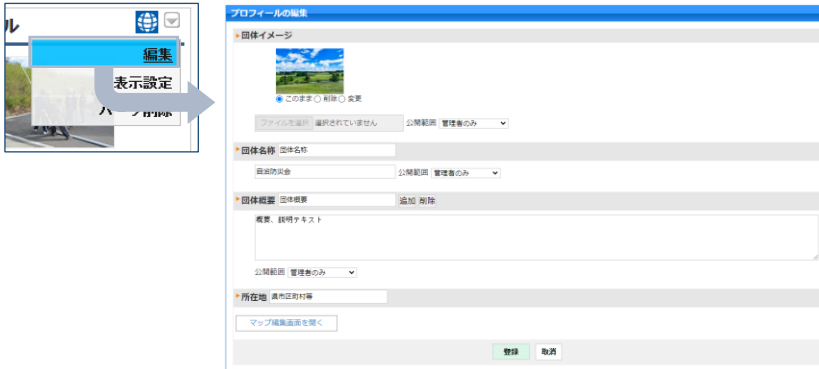 ル
編集
表示設定
パーツ削除
プロフィールの編集
団体イメージ
このまま 削除 変更
ファイルを選択 選択されていません 公開範囲 管理者のみ
団体名称 団体名称
自治防災会 公開範囲 管理者のみ
団体概要 団体概要 追加 削除
概要、説明テキスト
公開範囲 管理者のみ
所在地 県市区町村等
マップ編集画面を開く
登録 取消